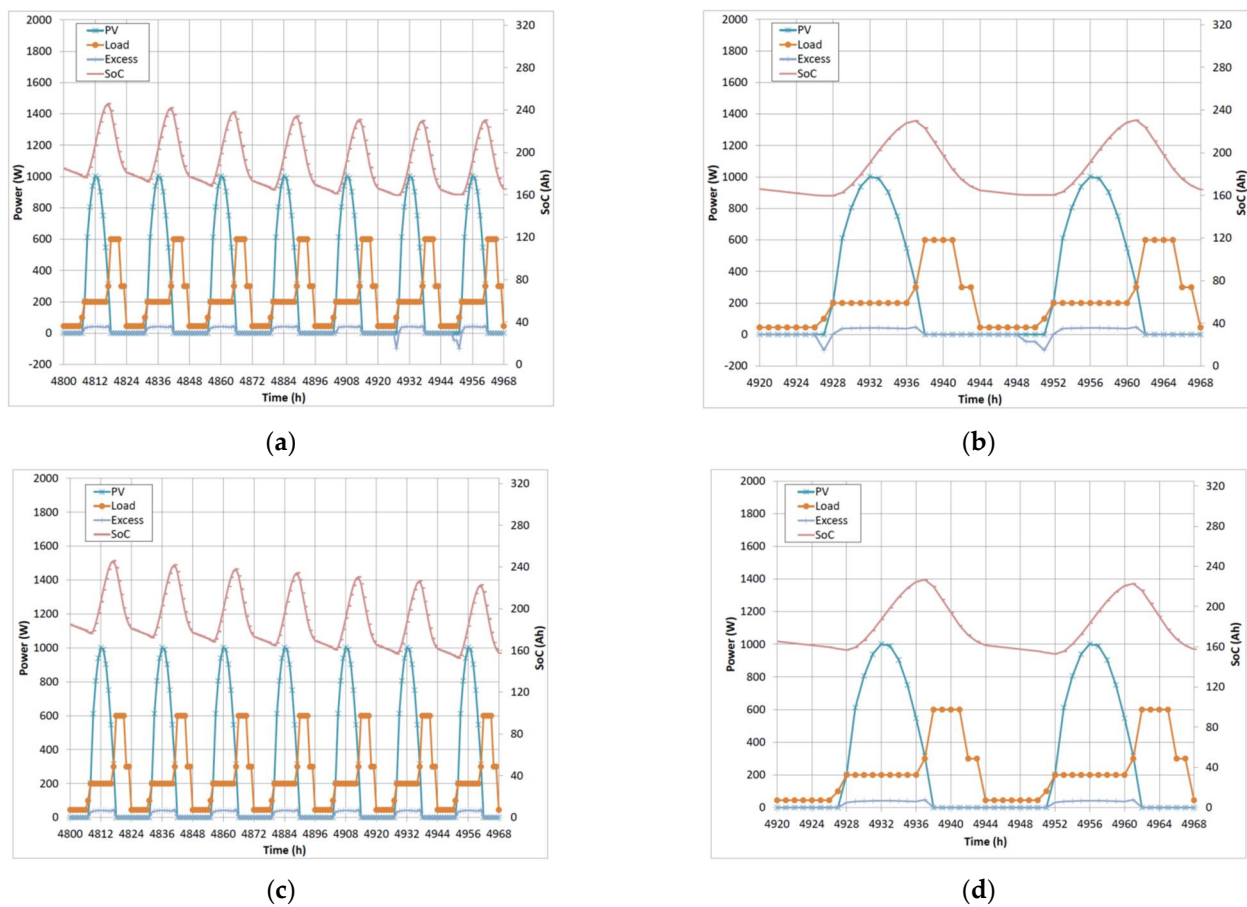 2000
1800
1600
1400
1200
1000
800
600
400
200
0
-200
Power (W)
PV
Load
Excess
SoC
320
280
240
200
160
120
80
40
0
SoC (Ah)
4800 4812 4824 4836 4848 4860 4872 4884 4896 4908 4920 4932 4944 4956 4968
Time (h)
(a)
2000
1800
1600
1400
1200
1000
800
600
400
200
0
-200
Power (W)
PV
Load
Excess
SoC
320
280
240
200
160
120
80
40
0
SoC (Ah)
4920 4924 4928 4932 4936 4940 4944 4948 4952 4956 4960 4964 4968
Time (h)
(b)
2000
1800
1600
1400
1200
1000
800
600
400
200
0
Power (W)
PV
Load
Excess
SoC
320
280
240
200
160
120
80
40
0
SoC (Ah)
4800 4812 4824 4836 4848 4860 4872 4884 4896 4908 4920 4932 4944 4956 4968
Time (h)
(c)
2000
1800
1600
1400
1200
1000
800
600
400
200
0
Power (W)
PV
Load
Excess
SoC
320
280
240
200
160
120
80
40
0
SoC (Ah)
4920 4924 4928 4932 4936 4940 4944 4948 4952 4956 4960 4964 4968
Time (h)
(d)